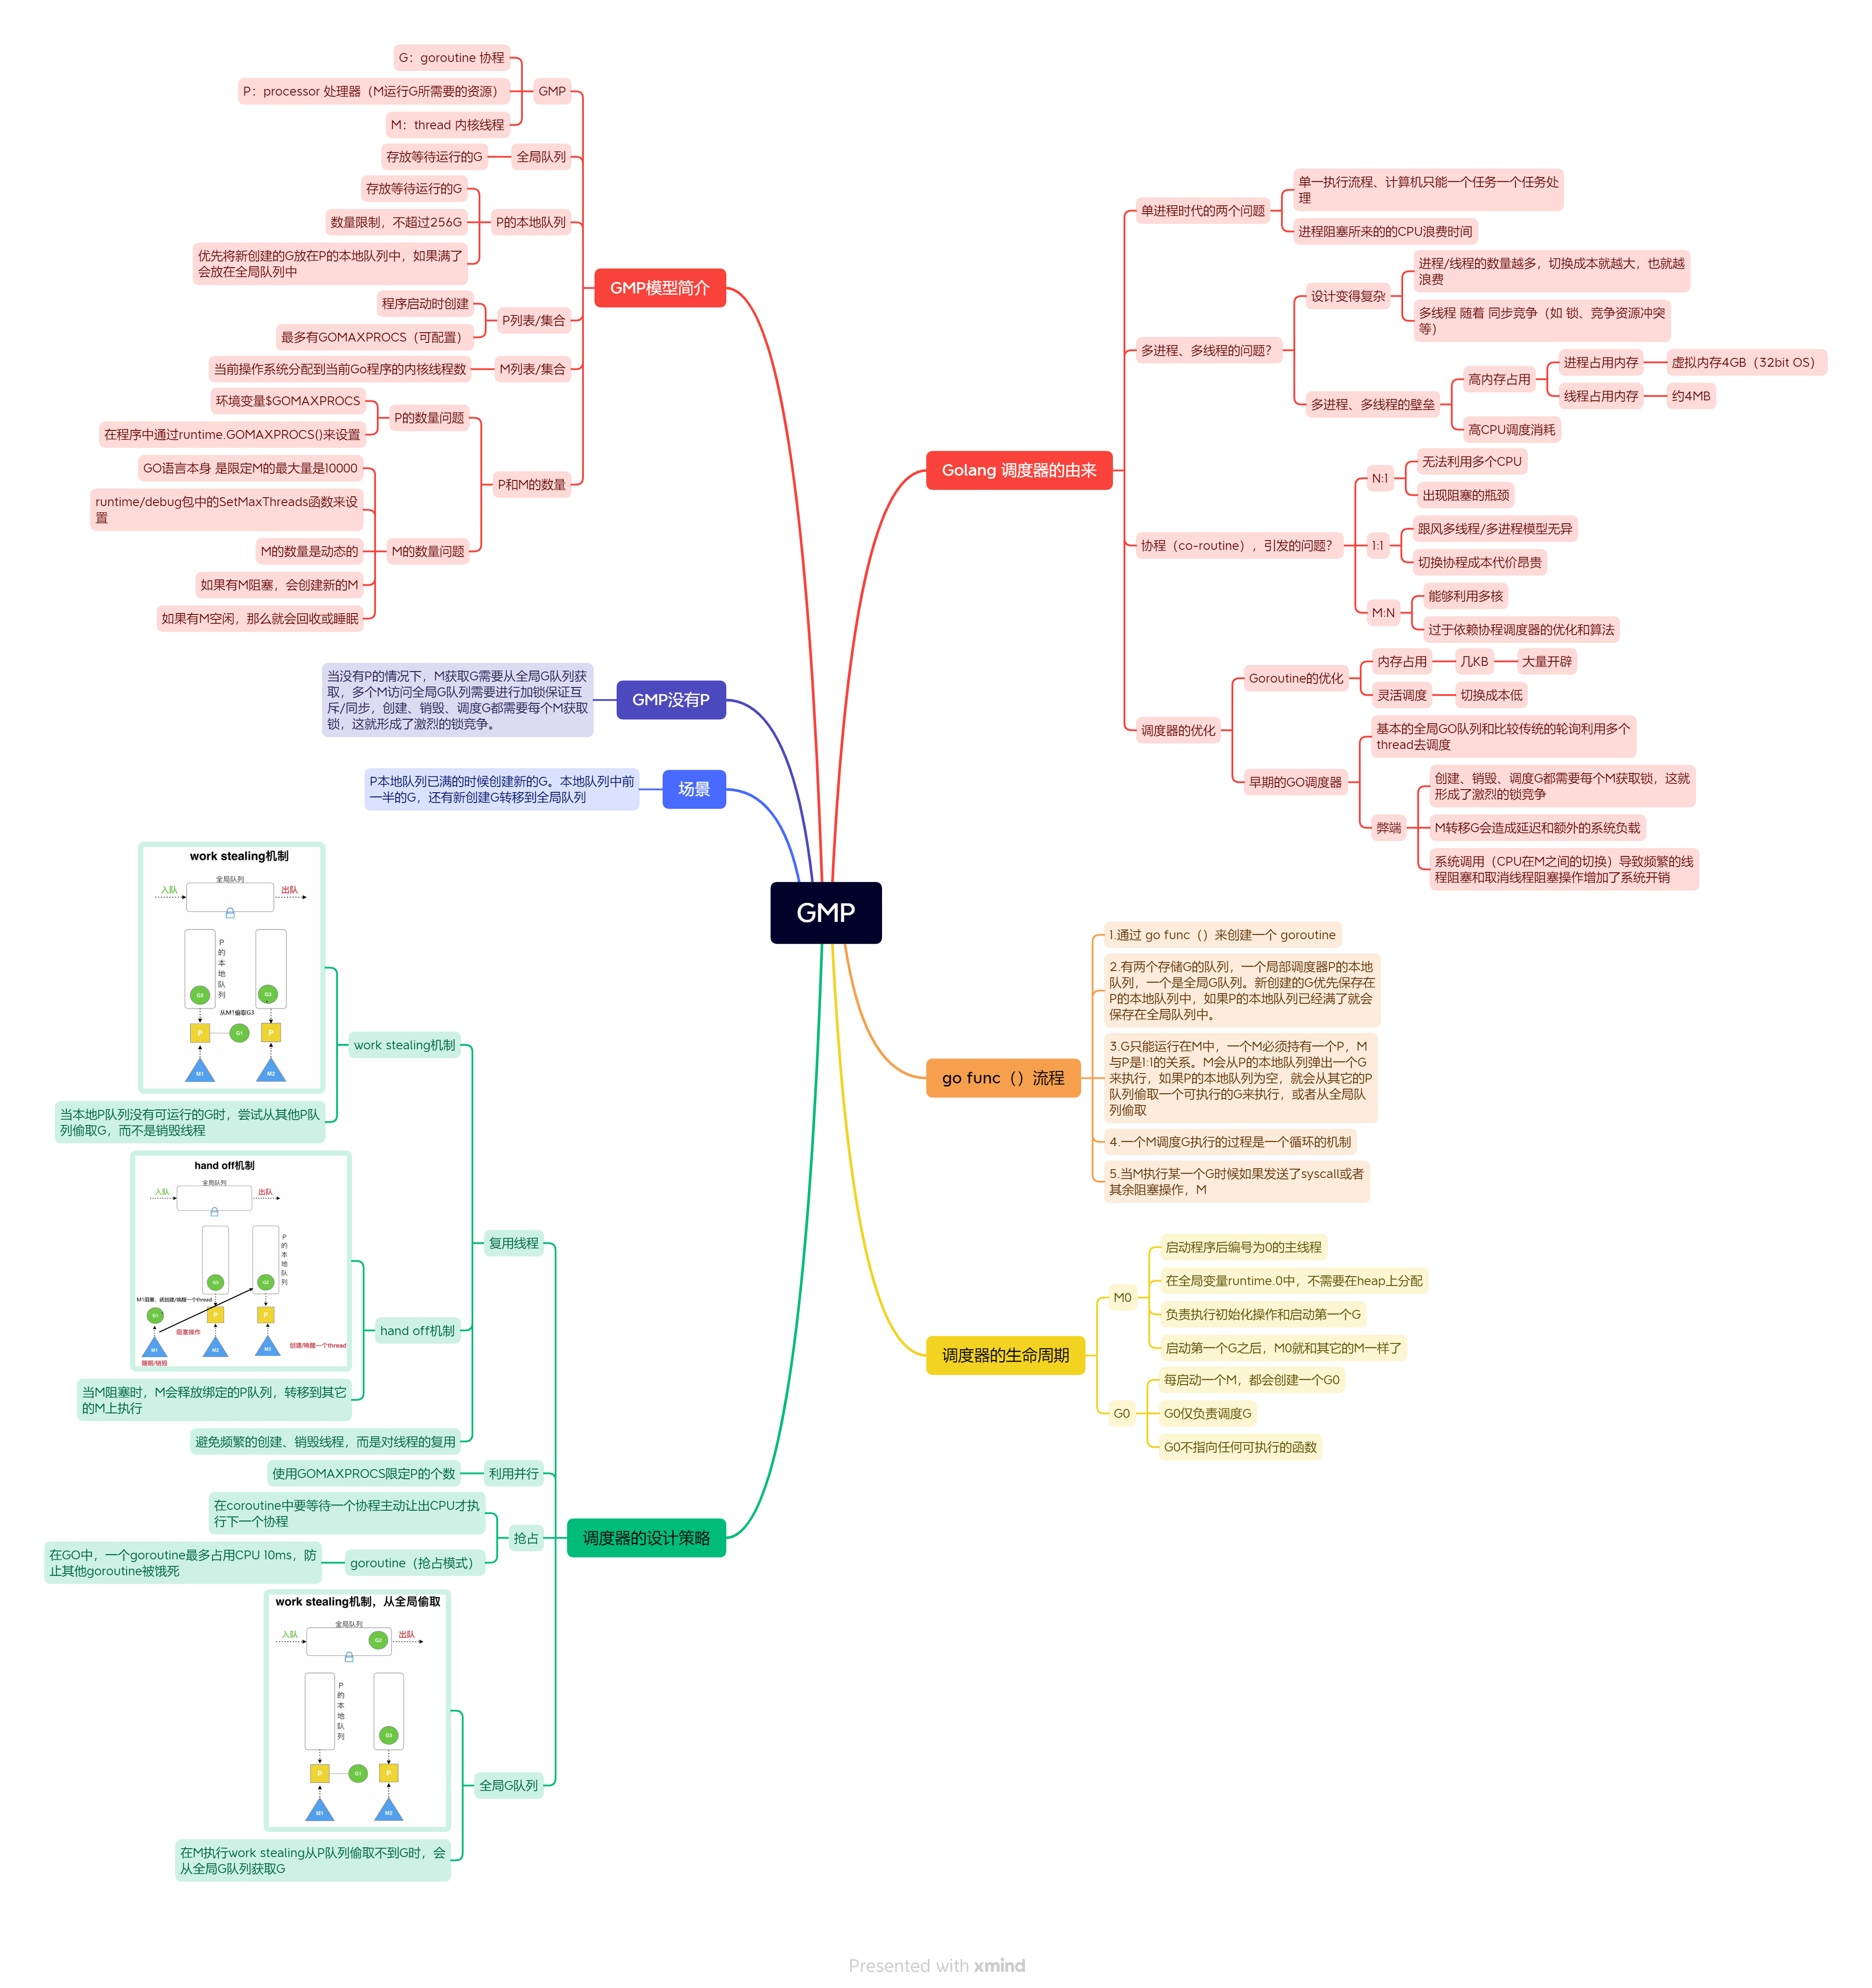 GMP
Golang 调度器的由来
单进程时代的两个问题
单一执行流程、计算机只能一个任务一个任务处
理
进程阻塞所来的的CPU浪费时间
多进程、多线程的问题？
设计变得复杂
进程/线程的数量越多，切换成本就越大，也就越
浪费
多线程 随着 同步竞争（如 锁、竞争资源冲突
等）
多进程、多线程的壁垒
高内存占用
进程占用内存
虚拟内存4GB（32bit OS）
线程占用内存
约4MB
高CPU调度消耗
协程（co-routine），引发的问题？
N:1
无法利用多个CPU
出现阻塞的瓶颈
1:1
跟风多线程/多进程模型无异
切换协程成本代价昂贵
M:N
能够利用多核
过于依赖协程调度器的优化和算法
调度器的优化
Goroutine的优化
内存占用
几KB
大量开辟
灵活调度
切换成本低
早期的GO调度器
基本的全局GO队列和比较传统的轮询利用多个
thread去调度
弊端
创建、销毁、调度G都需要每个M获取锁，这就
形成了激烈的锁竞争
M转移G会造成延迟和额外的系统负载
系统调用（CPU在M之间的切换）导致频繁的线
程阻塞和取消线程阻塞操作增加了系统开销
go func（）流程
1.通过 go func（）来创建一个 goroutine
2.有两个存储G的队列，一个局部调度器P的本地
队列，一个是全局G队列。新创建的G优先保存在
P的本地队列中，如果P的本地队列已经满了就会
保存在全局队列中。
3.G只能运行在M中，一个M必须持有一个P，M
与P是1:1的关系。M会从P的本地队列弹出一个G
来执行，如果P的本地队列为空，就会从其它的P
队列偷取一个可执行的G来执行，或者从全局队
列偷取
4.一个M调度G执行的过程是一个循环的机制
5.当M执行某一个G时候如果发送了syscall或者
其余阻塞操作，M
调度器的生命周期
M0
启动程序后编号为0的主线程
在全局变量runtime.0中，不需要在heap上分配
负责执行初始化操作和启动第一个G
启动第一个G之后，M0就和其它的M一样了
G0
每启动一个M，都会创建一个G0
G0仅负责调度G
G0不指向任何可执行的函数
GMP模型简介
GMP
G：goroutine 协程
P：processor 处理器（M运行G所需要的资源）
M：thread 内核线程
全局队列
存放等待运行的G
P的本地队列
存放等待运行的G
数量限制，不超过256G
优先将新创建的G放在P的本地队列中，如果满了
会放在全局队列中
P列表/集合
程序启动时创建
最多有GOMAXPROCS（可配置）
M列表/集合
当前操作系统分配到当前Go程序的内核线程数
P和M的数量
P的数量问题
环境变量$GOMAXPROCS
在程序中通过runtime.GOMAXPROCS()来设置
M的数量问题
GO语言本身 是限定M的最大量是10000
runtime/debug包中的SetMaxThreads函数来设
置
M的数量是动态的
如果有M阻塞，会创建新的M
如果有M空闲，那么就会回收或睡眠
GMP没有P
当没有P的情况下，M获取G需要从全局G队列获
取，多个M访问全局G队列需要进行加锁保证互
斥/同步，创建、销毁、调度G都需要每个M获取
锁，这就形成了激烈的锁竞争。
场景
P本地队列已满的时候创建新的G。本地队列中前
一半的G，还有新创建G转移到全局队列
调度器的设计策略
复用线程
work stealing机制
work stealing机制
全局队列
入队
出队
P的本地队列
G2
G3
从M1偷取G3
P
G1
P
M1
M2
当本地P队列没有可运行的G时，尝试从其他P队
列偷取G，而不是销毁线程
hand off机制
hand off机制
全局队列
入队
出队
P的本地队列
G3
G2
M1阻塞，就创建/唤醒一个thread
G1
P
P
阻塞操作
M1
M2
M3
创建/唤醒一个thread
睡眠/销毁
当M阻塞时，M会释放绑定的P队列，转移到其它
的M上执行
避免频繁的创建、销毁线程，而是对线程的复用
利用并行
使用GOMAXPROCS限定P的个数
抢占
在coroutine中要等待一个协程主动让出CPU才执
行下一个协程
goroutine（抢占模式）
在GO中，一个goroutine最多占用CPU 10ms，防
止其他goroutine被饿死
全局G队列
work stealing机制，从全局偷取
全局队列
入队
G2
出队
P的本地队列
G3
P
G1
P
M1
M2
在M执行work stealing从P队列偷取不到G时，会
从全局G队列获取G
Presented with xmind